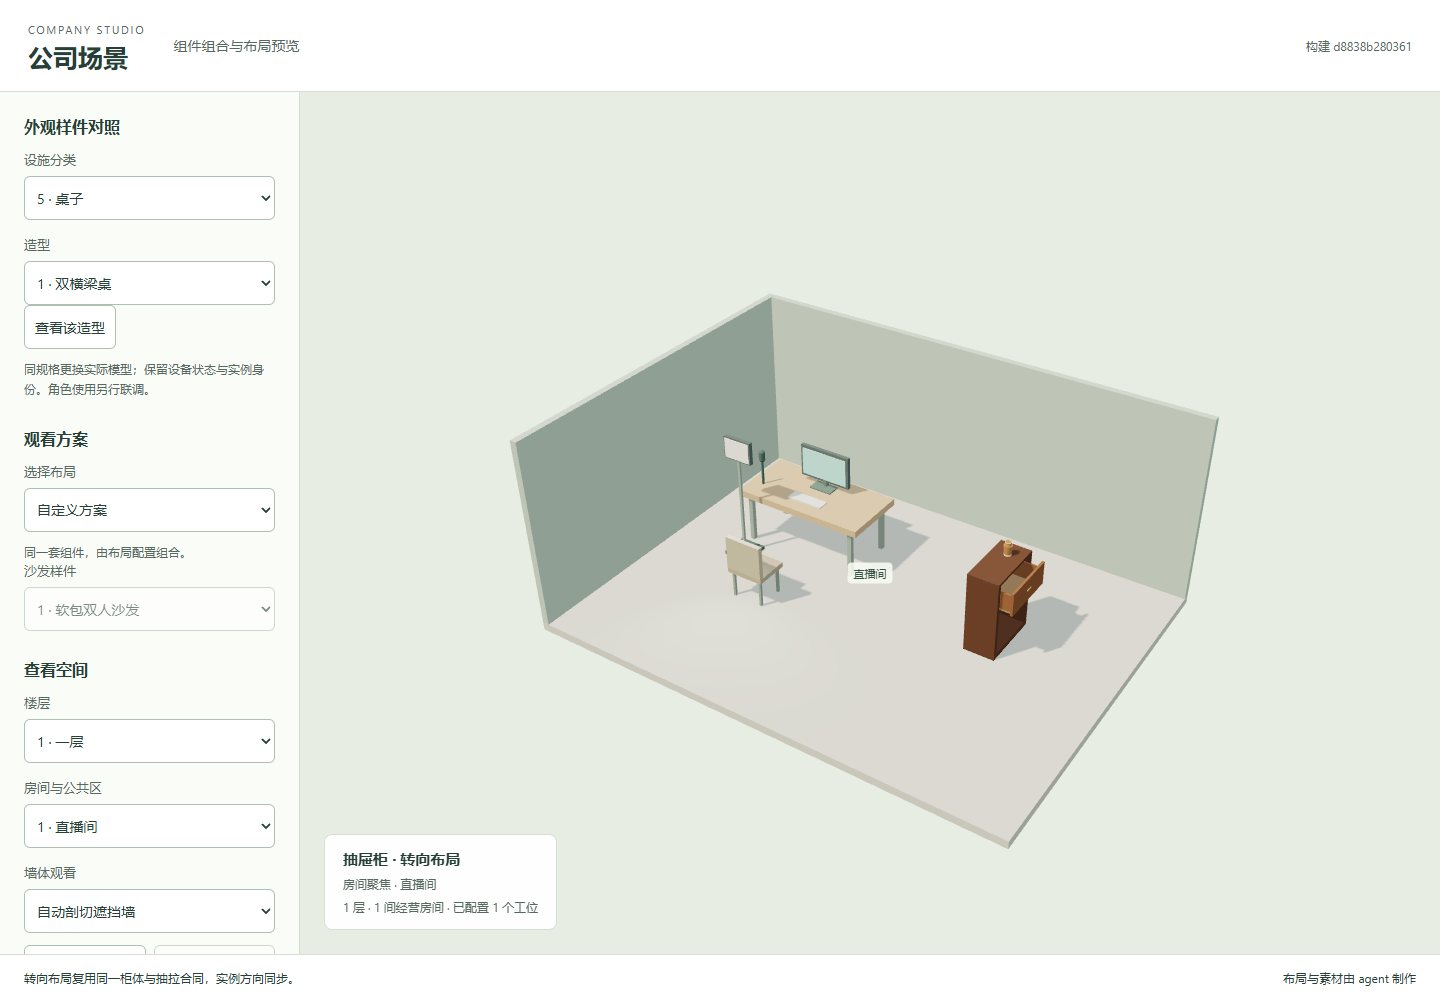 COMPANY STUDIO
公司场景
组件组合与布局预览
构建 d8838b280361
外观样件对照
设施分类
5 · 桌子
造型
1 · 双横梁桌
查看该造型
同规格更换实际模型；保留设备状态与实例身
份。角色使用另行联调。
观看方案
选择布局
自定义方案
同一套组件，由布局配置组合。
沙发样件
1 · 软包双人沙发
查看空间
楼层
1 · 一层
房间与公共区
1 · 直播间
墙体观看
自动剖切遮挡墙
直播间
抽屉柜 · 转向布局
房间聚焦 · 直播间
1 层 · 1 间经营房间 · 已配置 1 个工位
转向布局复用同一柜体与抽拉合同，实例方向同步。
布局与素材由 agent 制作